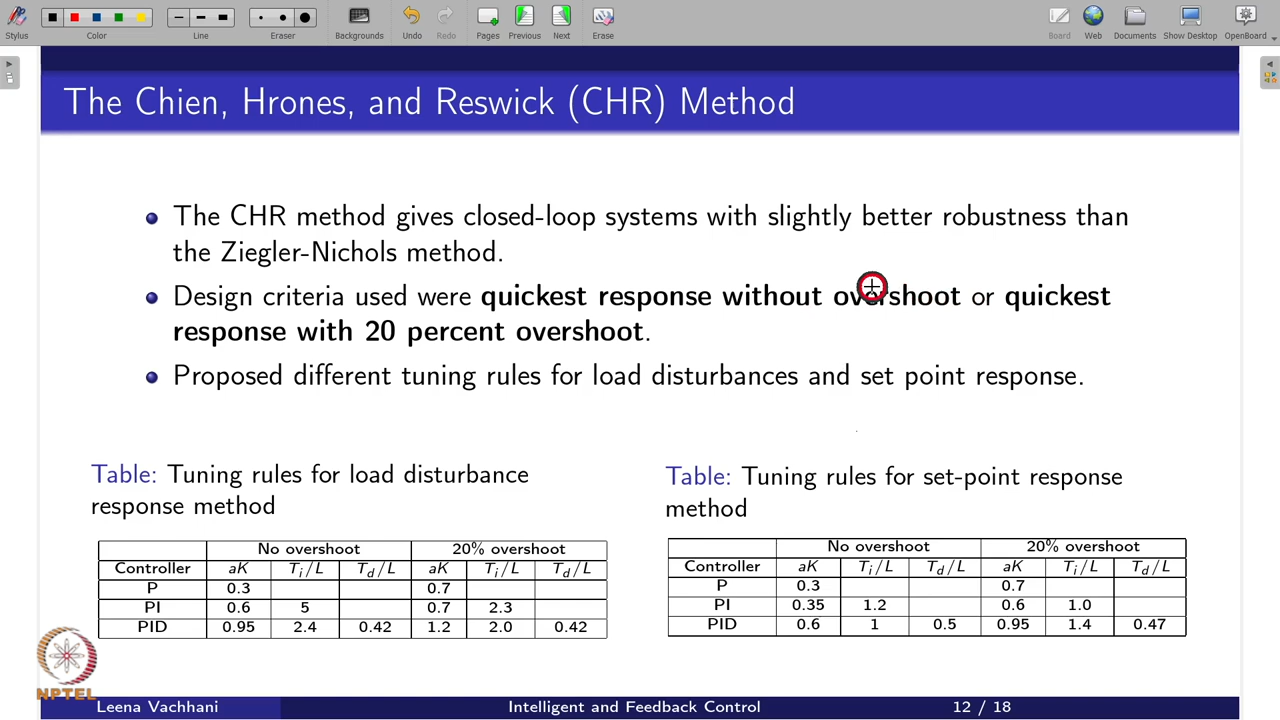 Stylus Color Line Eraser Backgrounds Undo Redo Pages Previous Next Erase Board Web Documents Show Desktop OpenBoard
The Chien, Hrones, and Reswick (CHR) Method
The CHR method gives closed-loop systems with slightly better robustness than
the Ziegler-Nichols method.
Design criteria used were quickest response without overshoot or quickest
response with 20 percent overshoot.
Proposed different tuning rules for load disturbances and set point response.
Table: Tuning rules for load disturbance
response method
No overshoot 20% overshoot
Controller aK Ti/L Td/L aK Ti/L Td/L
P 0.3 0.7
PI 0.6 5 0.7 2.3
PID 0.95 2.4 0.42 1.2 2.0 0.42
Table: Tuning rules for set-point response
method
No overshoot 20% overshoot
Controller aK Ti/L Td/L aK Ti/L Td/L
P 0.3 0.7
PI 0.35 1.2 0.6 1.0
PID 0.6 1 0.5 0.95 1.4 0.47
NPTEL
Leena Vachhani Intelligent and Feedback Control 12 / 18